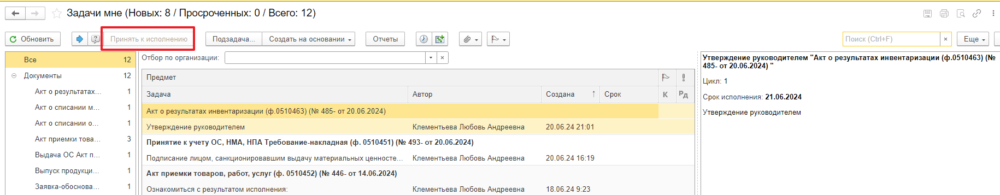 Задачи мне (Новых: 8 / Просроченных: 0 / Всего: 12)
Обновить ? Принять к исполнению Подзадача... Создать на основании Отчеты Поиск (Ctrl+F) × Еще
Все 12
Документы 12
Акт о результатах... 1
Акт о списании м... 1
Акт о списании о... 1
Акт приемки това... 3
Выдача ОС Акт п... 1
Выпуск продукци... 1
Заявка-обоснова... 1
Отбор по организации: ×
Предмет !
Задача Автор Создана ↑ Срок К РД
Акт о результатах инвентаризации (ф.0510463) (№ 485- от 20.06.2024)
Утверждение руководителем Клементьева Любовь Андреевна 20.06.24 21:01
Принятие к учету ОС, НМА, НПА Требование-накладная (ф. 0510451) (№ 493- от 20.06.2024)
Подписание лицом, санкционировавшим выдачу материальных ценносте... Клементьева Любовь Андреевна 20.06.24 16:19
Акт приемки товаров, работ, услуг (ф. 0510452) (№ 446- от 14.06.2024)
Ознакомиться с результатом исполнения: Клементьева Любовь Андреевна 18.06.24 9:23
Утверждение руководителем "Акт о результатах инвентаризации (ф.0510463) (№
485- от 20.06.2024) "
Цикл: 1
Срок исполнения: 21.06.2024
Утверждение руководителем